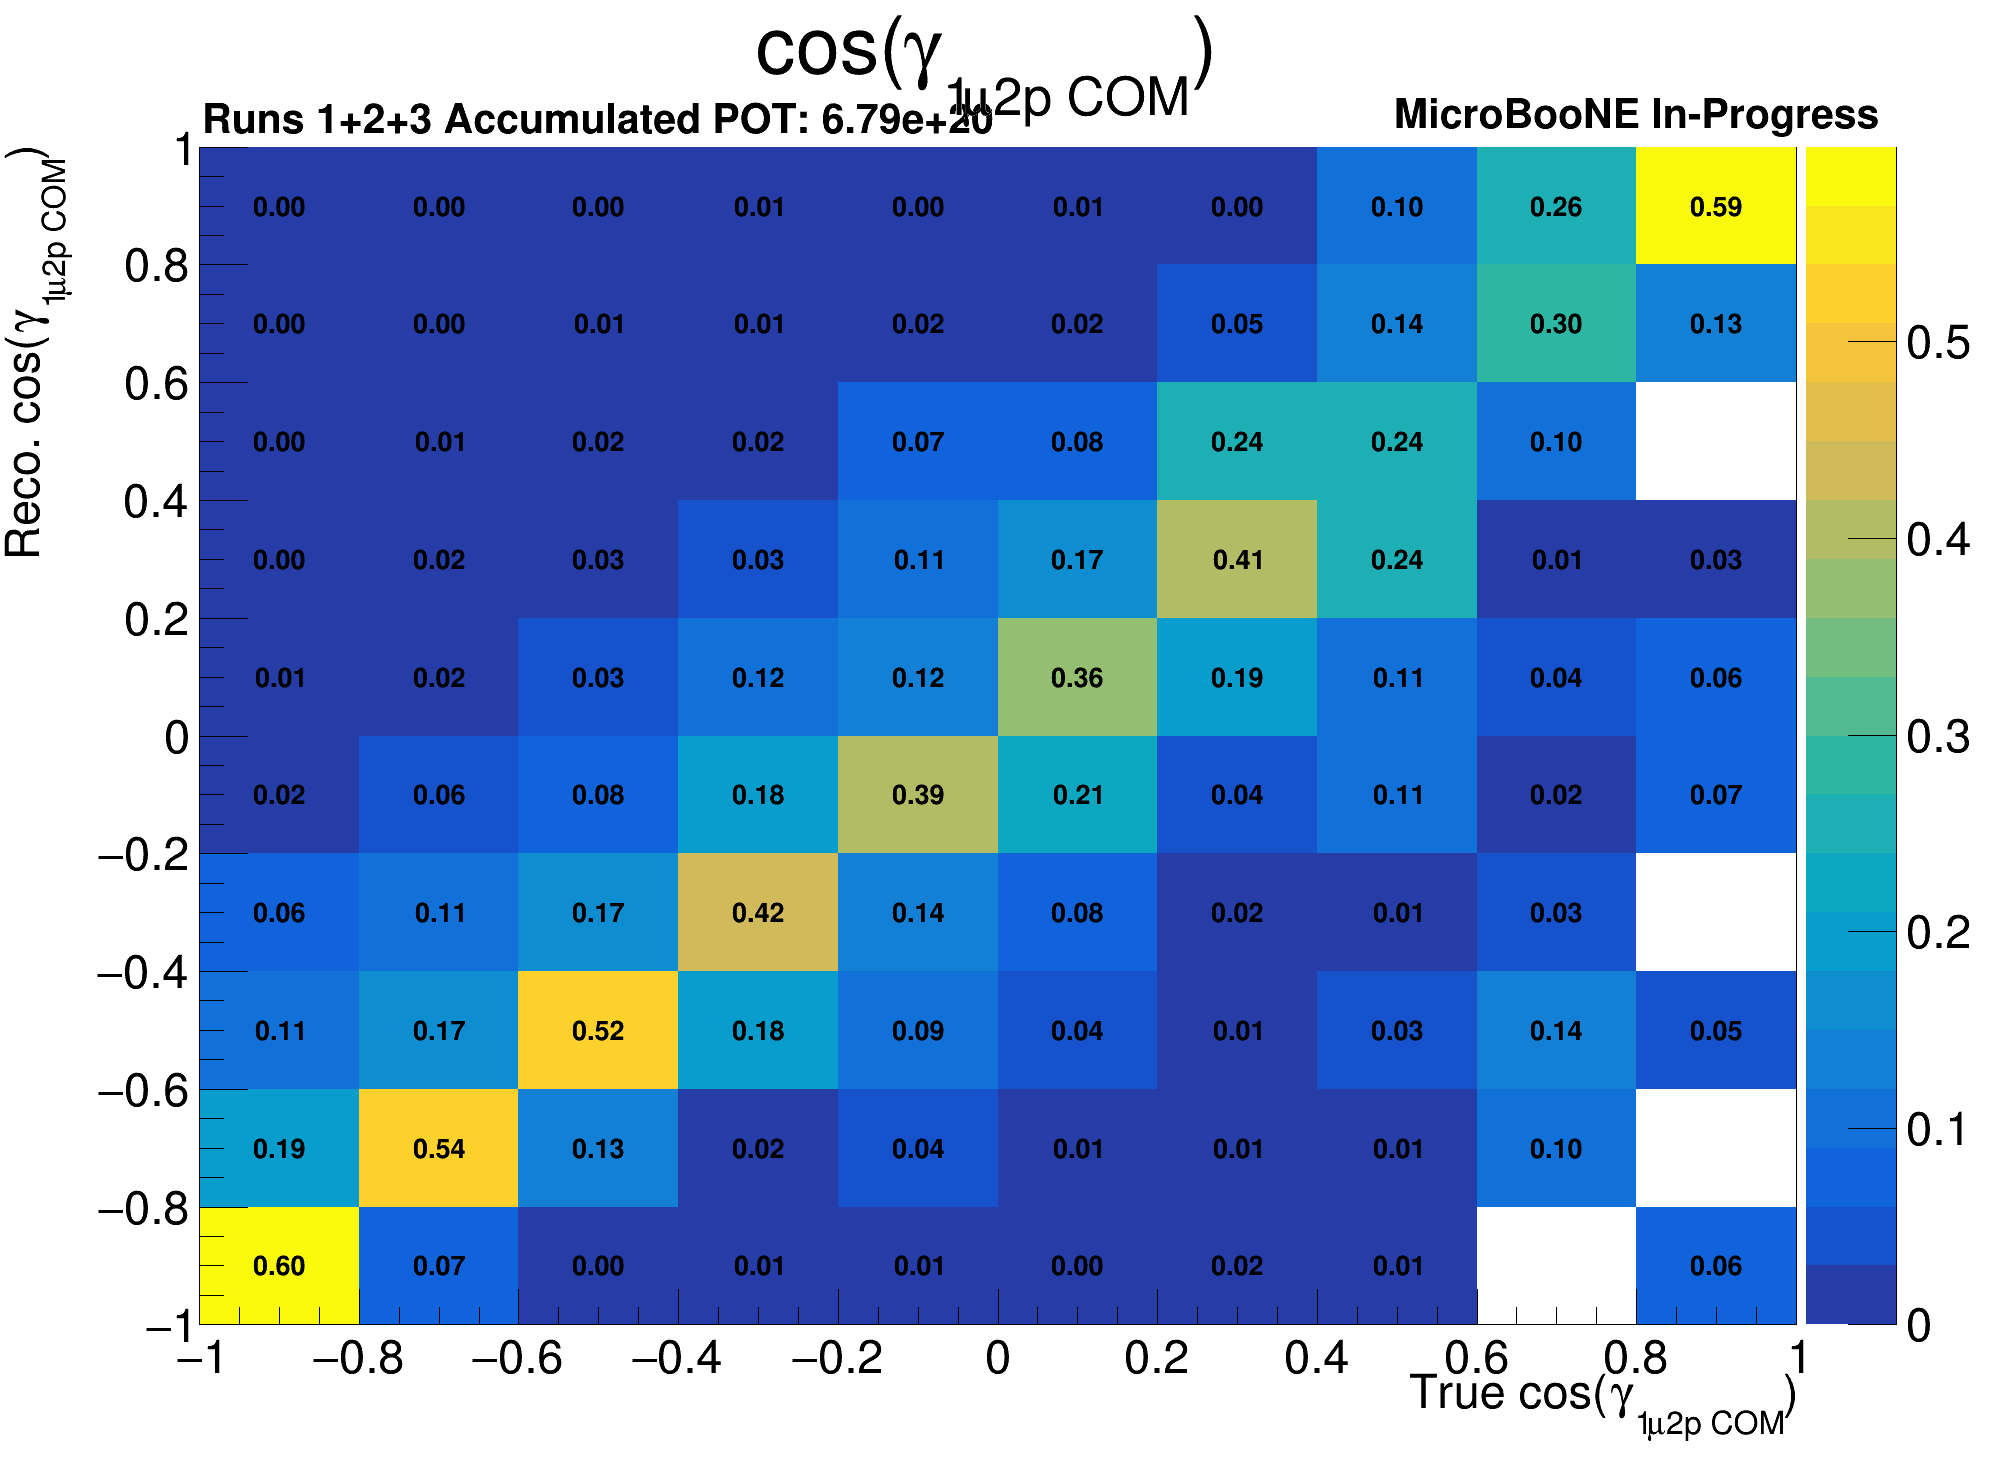 cos(γ1μ2p COM)
Runs 1+2+3 Accumulated POT: 6.79e+20 MicroBooNE In-Progress
Reco. cos(γ1μ2p COM)
1
0.00 0.00 0.00 0.01 0.00 0.01 0.00 0.10 0.26 0.59
0.8
0.00 0.00 0.01 0.01 0.02 0.02 0.05 0.14 0.30 0.13
0.6
0.00 0.01 0.02 0.02 0.07 0.08 0.24 0.24 0.10
0.4
0.00 0.02 0.03 0.03 0.11 0.17 0.41 0.24 0.01 0.03
0.2
0.01 0.02 0.03 0.12 0.12 0.36 0.19 0.11 0.04 0.06
0
0.02 0.06 0.08 0.18 0.39 0.21 0.04 0.11 0.02 0.07
−0.2
0.06 0.11 0.17 0.42 0.14 0.08 0.02 0.01 0.03
−0.4
0.11 0.17 0.52 0.18 0.09 0.04 0.01 0.03 0.14 0.05
−0.6
0.19 0.54 0.13 0.02 0.04 0.01 0.01 0.01 0.10
−0.8
0.60 0.07 0.00 0.01 0.01 0.00 0.02 0.01 0.06
−1
−1 −0.8 −0.6 −0.4 −0.2 0 0.2 0.4 0.6 0.8 1
True cos(γ1μ2p COM)
0.5
0.4
0.3
0.2
0.1
0